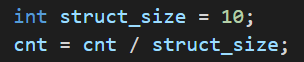 int struct_size = 10;
cnt = cnt / struct_size;